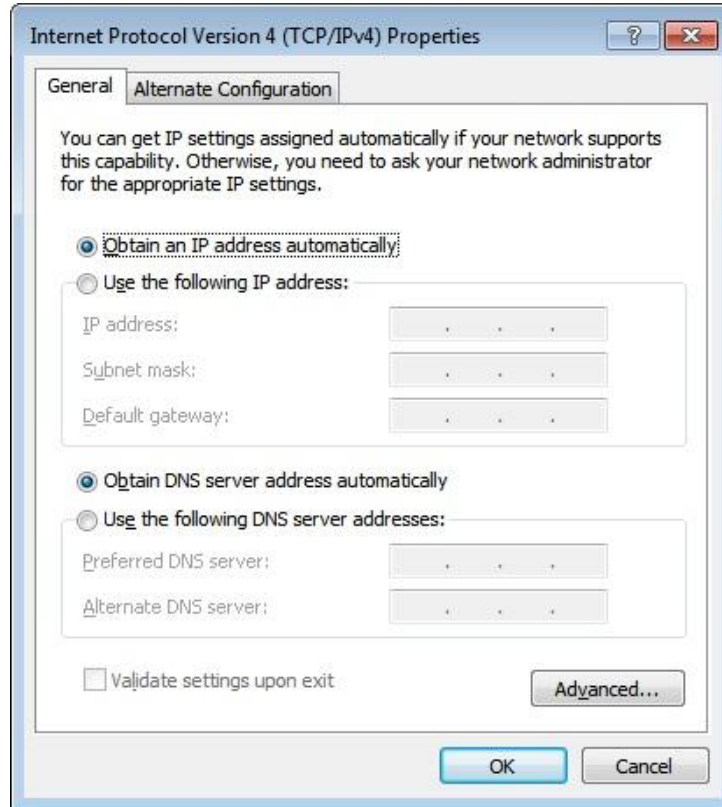 Internet Protocol Version 4 (TCP/IPv4) Properties
General
Alternate Configuration
You can get IP settings assigned automatically if your network supports
this capability. Otherwise, you need to ask your network administrator
for the appropriate IP settings.
Obtain an IP address automatically
Use the following IP address:
IP address:
Subnet mask:
Default gateway:
Obtain DNS server address automatically
Use the following DNS server addresses:
Preferred DNS server:
Alternate DNS server:
Validate settings upon exit
Advanced...
OK
Cancel